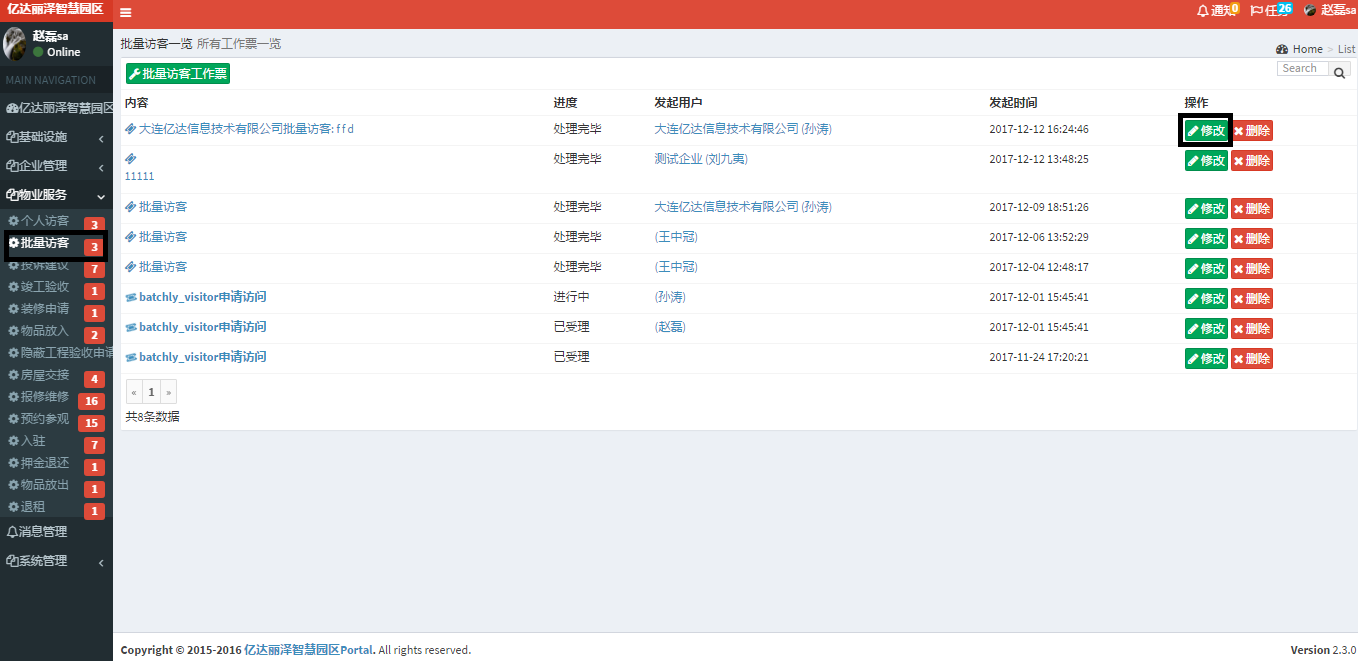 亿达丽泽智慧园区
通知 0 任务 26 赵磊sa
赵磊sa
Online
MAIN NAVIGATION
亿达丽泽智慧园区
基础设施
企业管理
物业服务
个人访客 3
批量访客 3
投诉建议 7
竣工验收 1
装修申请 1
物品放入 2
隐蔽工程验收申请
房屋交接 4
报修维修 16
预约参观 15
入驻 7
押金退还 1
物品放出 1
退租 1
消息管理
系统管理
批量访客一览 所有工作票一览
Home > List
批量访客工作票
Search
内容 进度 发起用户 发起时间 操作
大连亿达信息技术有限公司批量访客: ffd 处理完毕 大连亿达信息技术有限公司 (孙涛) 2017-12-12 16:24:46 修改 删除
处理完毕 测试企业 (刘九夷) 2017-12-12 13:48:25 修改 删除
11111
批量访客 处理完毕 大连亿达信息技术有限公司 (孙涛) 2017-12-09 18:51:26 修改 删除
批量访客 处理完毕 (王中冠) 2017-12-06 13:52:29 修改 删除
批量访客 处理完毕 (王中冠) 2017-12-04 12:48:17 修改 删除
batchly_visitor申请访问 进行中 (孙涛) 2017-12-01 15:45:41 修改 删除
batchly_visitor申请访问 已受理 (赵磊) 2017-12-01 15:45:41 修改 删除
batchly_visitor申请访问 已受理 2017-11-24 17:20:21 修改 删除
« 1 »
共8条数据
Copyright © 2015-2016 亿达丽泽智慧园区Portal. All rights reserved.
Version 2.3.0